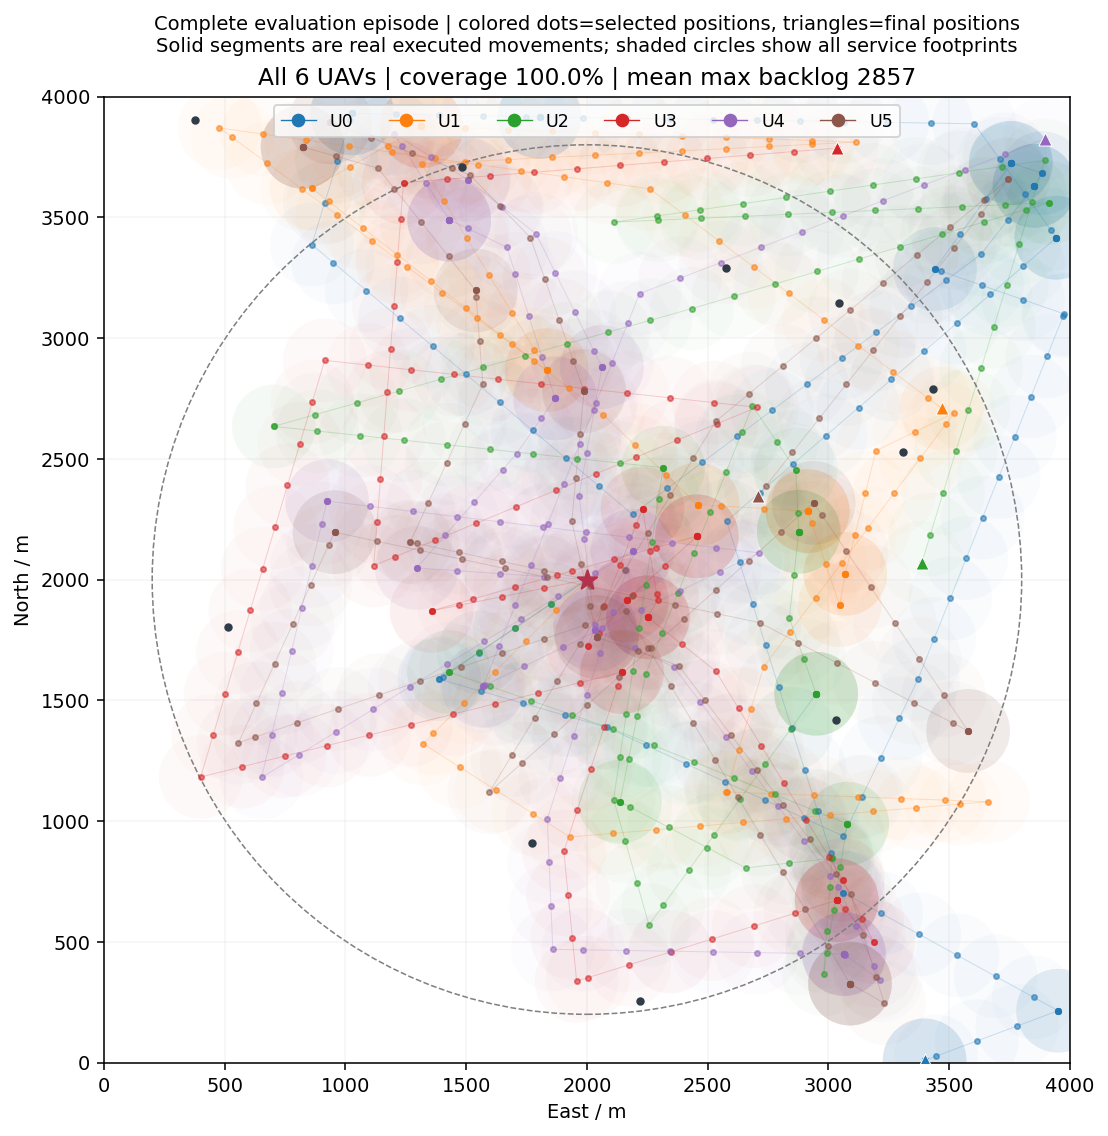 Complete evaluation episode | colored dots=selected positions, triangles=final positions
Solid segments are real executed movements; shaded circles show all service footprints
All 6 UAVs | coverage 100.0% | mean max backlog 2857
U0 U1 U2 U3 U4 U5
4000
3500
3000
2500
2000
1500
1000
500
0
North / m
0 500 1000 1500 2000 2500 3000 3500 4000
East / m